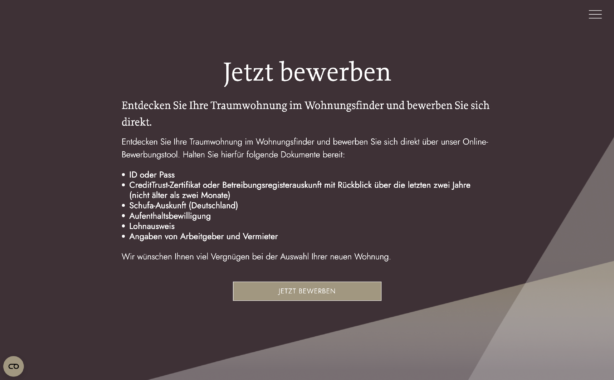 Jetzt bewerben
Entdecken Sie Ihre Traumwohnung im Wohnungsfinder und bewerben Sie sich
direkt.
Entdecken Sie Ihre Traumwohnung im Wohnungsfinder und bewerben Sie sich direkt über unser Online-
Bewerbungstool. Halten Sie hierfür folgende Dokumente bereit:
• ID oder Pass
• CreditTrust-Zertifikat oder Betreibungsregisterauskunft mit Rückblick über die letzten zwei Jahre
(nicht älter als zwei Monate)
• Schufa-Auskunft (Deutschland)
• Aufenthaltsbewilligung
• Lohnausweis
• Angaben von Arbeitgeber und Vermieter
Wir wünschen Ihnen viel Vergnügen bei der Auswahl Ihrer neuen Wohnung.
JETZT BEWERBEN